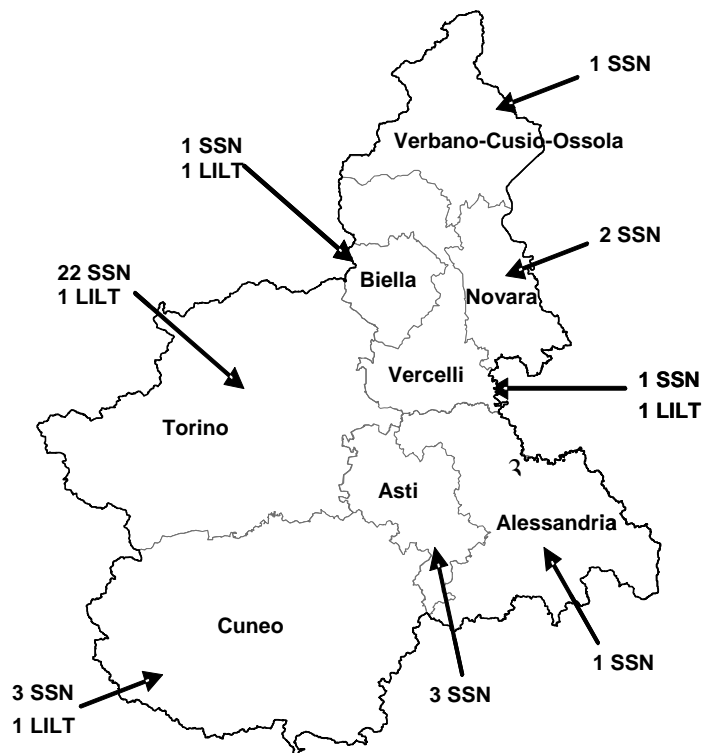 1 SSN
Verbano-Cusio-Ossola
1 SSN
1 LILT
2 SSN
22 SSN
1 LILT
Biella
Novara
Vercelli
1 SSN
1 LILT
Torino
3
Asti
Alessandria
Cuneo
1 SSN
3 SSN
1 LILT
3 SSN